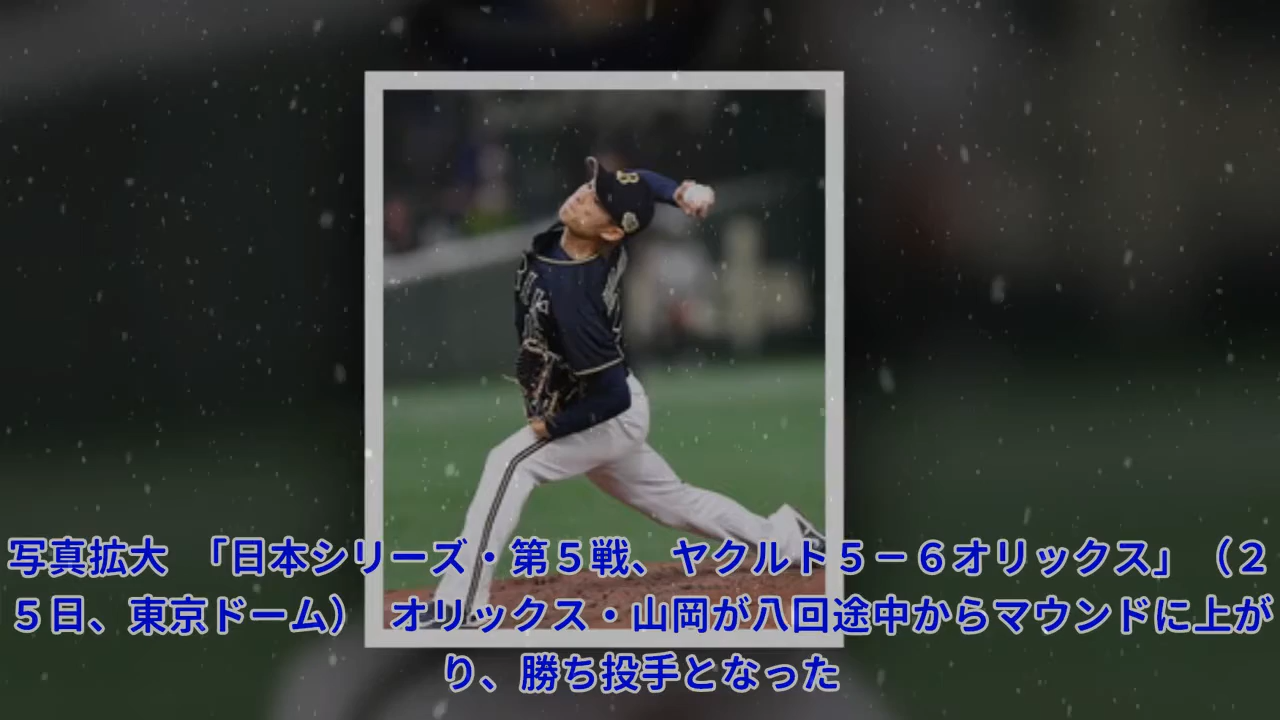 写真拡大　「日本シリーズ・第５戦、ヤクルト５－６オリックス」（２
５日、東京ドーム）　オリックス・山岡が八回途中からマウンドに上が
り、勝ち投手となった
B